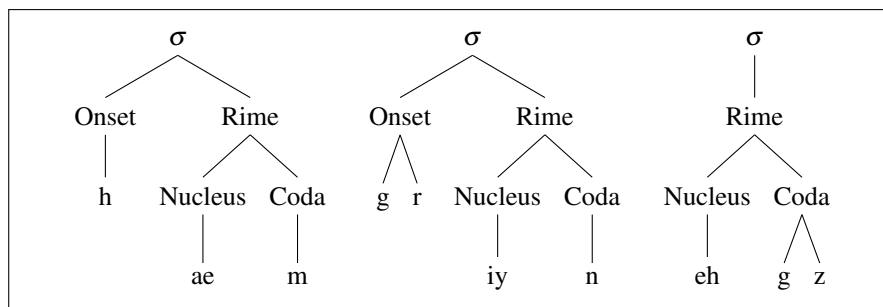 σ σ σ
Onset Rime Onset Rime Rime
h Nucleus Coda g r Nucleus Coda Nucleus Coda
ae m iy n eh g z